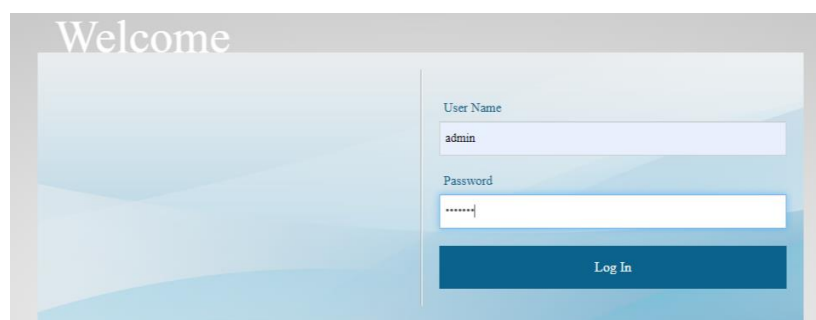 Welcome
User Name
admin
Password
•••••••
Log In